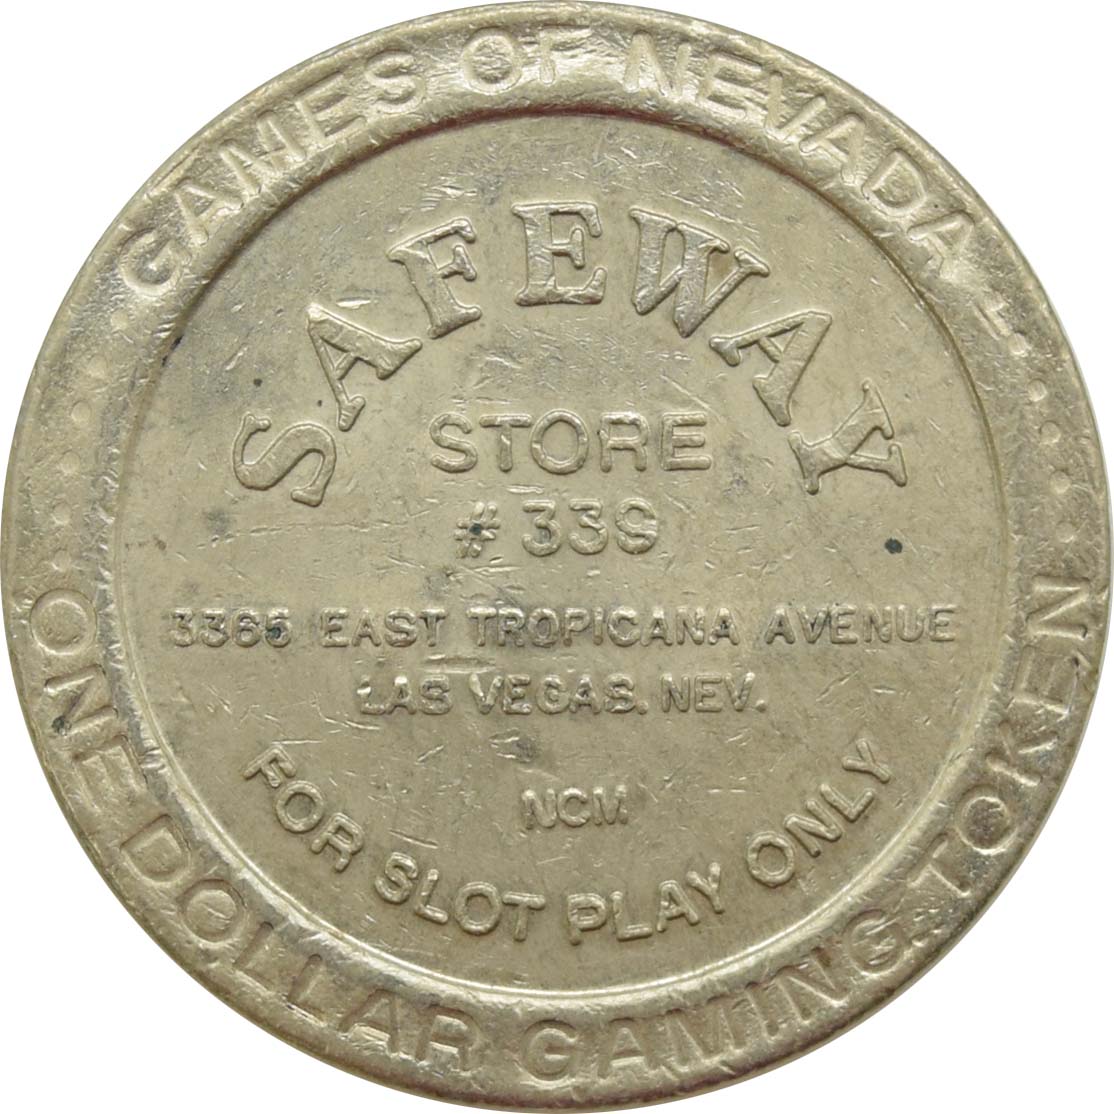 GAMES OF NEVADA
SAFEWAY
STORE
# 339
3365 EAST TROPICANA AVENUE
LAS VEGAS, NEV.
NCM
FOR SLOT PLAY ONLY
ONE DOLLAR GAMING TOKEN